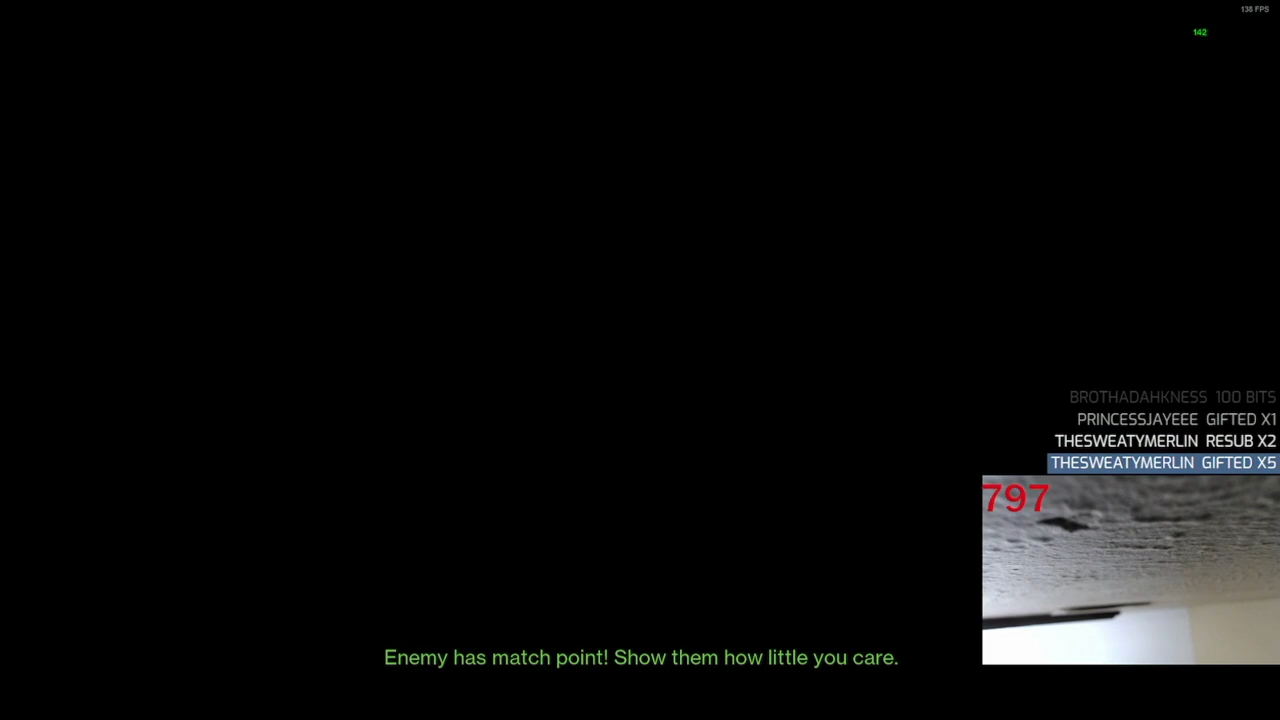 138 FPS
142
BROTHADAHKNESS 100 BITS
PRINCESSJAYEEE GIFTED X1
THESWEATYMERLIN RESUB X2
THESWEATYMERLIN GIFTED X5
797
Enemy has match point! Show them how little you care.